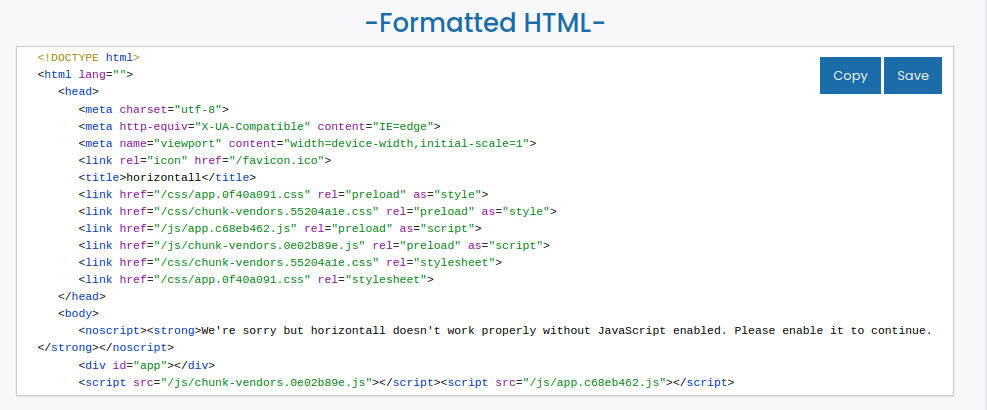 -Formatted HTML-
Copy Save
<!DOCTYPE html>
<html lang="">
<head>
<meta charset="utf-8">
<meta http-equiv="X-UA-Compatible" content="IE=edge">
<meta name="viewport" content="width=device-width,initial-scale=1">
<link rel="icon" href="/favicon.ico">
<title>horizontall</title>
<link href="/css/app.0f40a091.css" rel="preload" as="style">
<link href="/css/chunk-vendors.55204a1e.css" rel="preload" as="style">
<link href="/js/app.c68eb462.js" rel="preload" as="script">
<link href="/js/chunk-vendors.0e02b89e.js" rel="preload" as="script">
<link href="/css/chunk-vendors.55204a1e.css" rel="stylesheet">
<link href="/css/app.0f40a091.css" rel="stylesheet">
</head>
<body>
<noscript><strong>We're sorry but horizontall doesn't work properly without JavaScript enabled. Please enable it to continue.
</strong></noscript>
<div id="app"></div>
<script src="/js/chunk-vendors.0e02b89e.js"></script><script src="/js/app.c68eb462.js"></script>